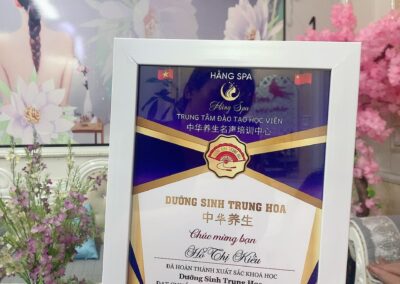 HẰNG SPA
Hằng Spa
TRUNG TÂM ĐÀO TẠO HỌC VIÊN
中华养生名声培训中心
DƯỠNG SINH TRUNG HOA
中华养生
Chúc mừng bạn
Hồ Thị Kiều
ĐÃ HOÀN THÀNH XUẤT SẮC KHOÁ HỌC
Dưỡng Sinh Trung Hoa